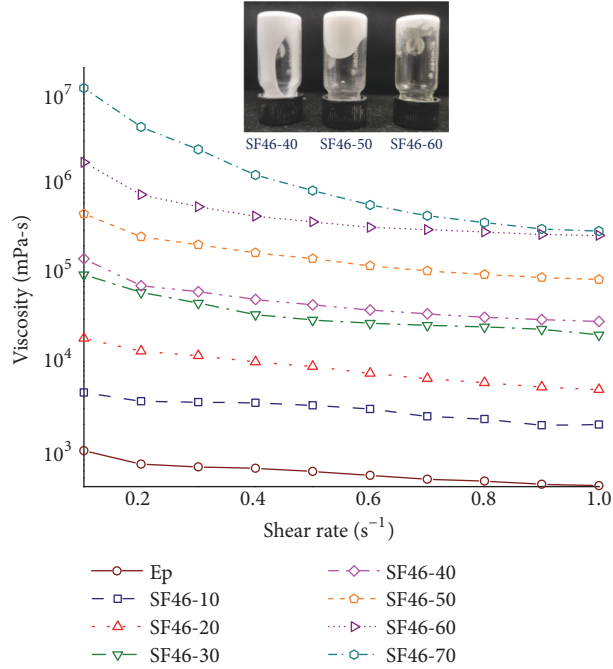 SF46-40 SF46-50 SF46-60
10⁷
10⁶
10⁵
10⁴
10³
Viscosity (mPa-s)
0.2 0.4 0.6 0.8 1.0
Shear rate (s⁻¹)
Ep
SF46-10
SF46-20
SF46-30
SF46-40
SF46-50
SF46-60
SF46-70